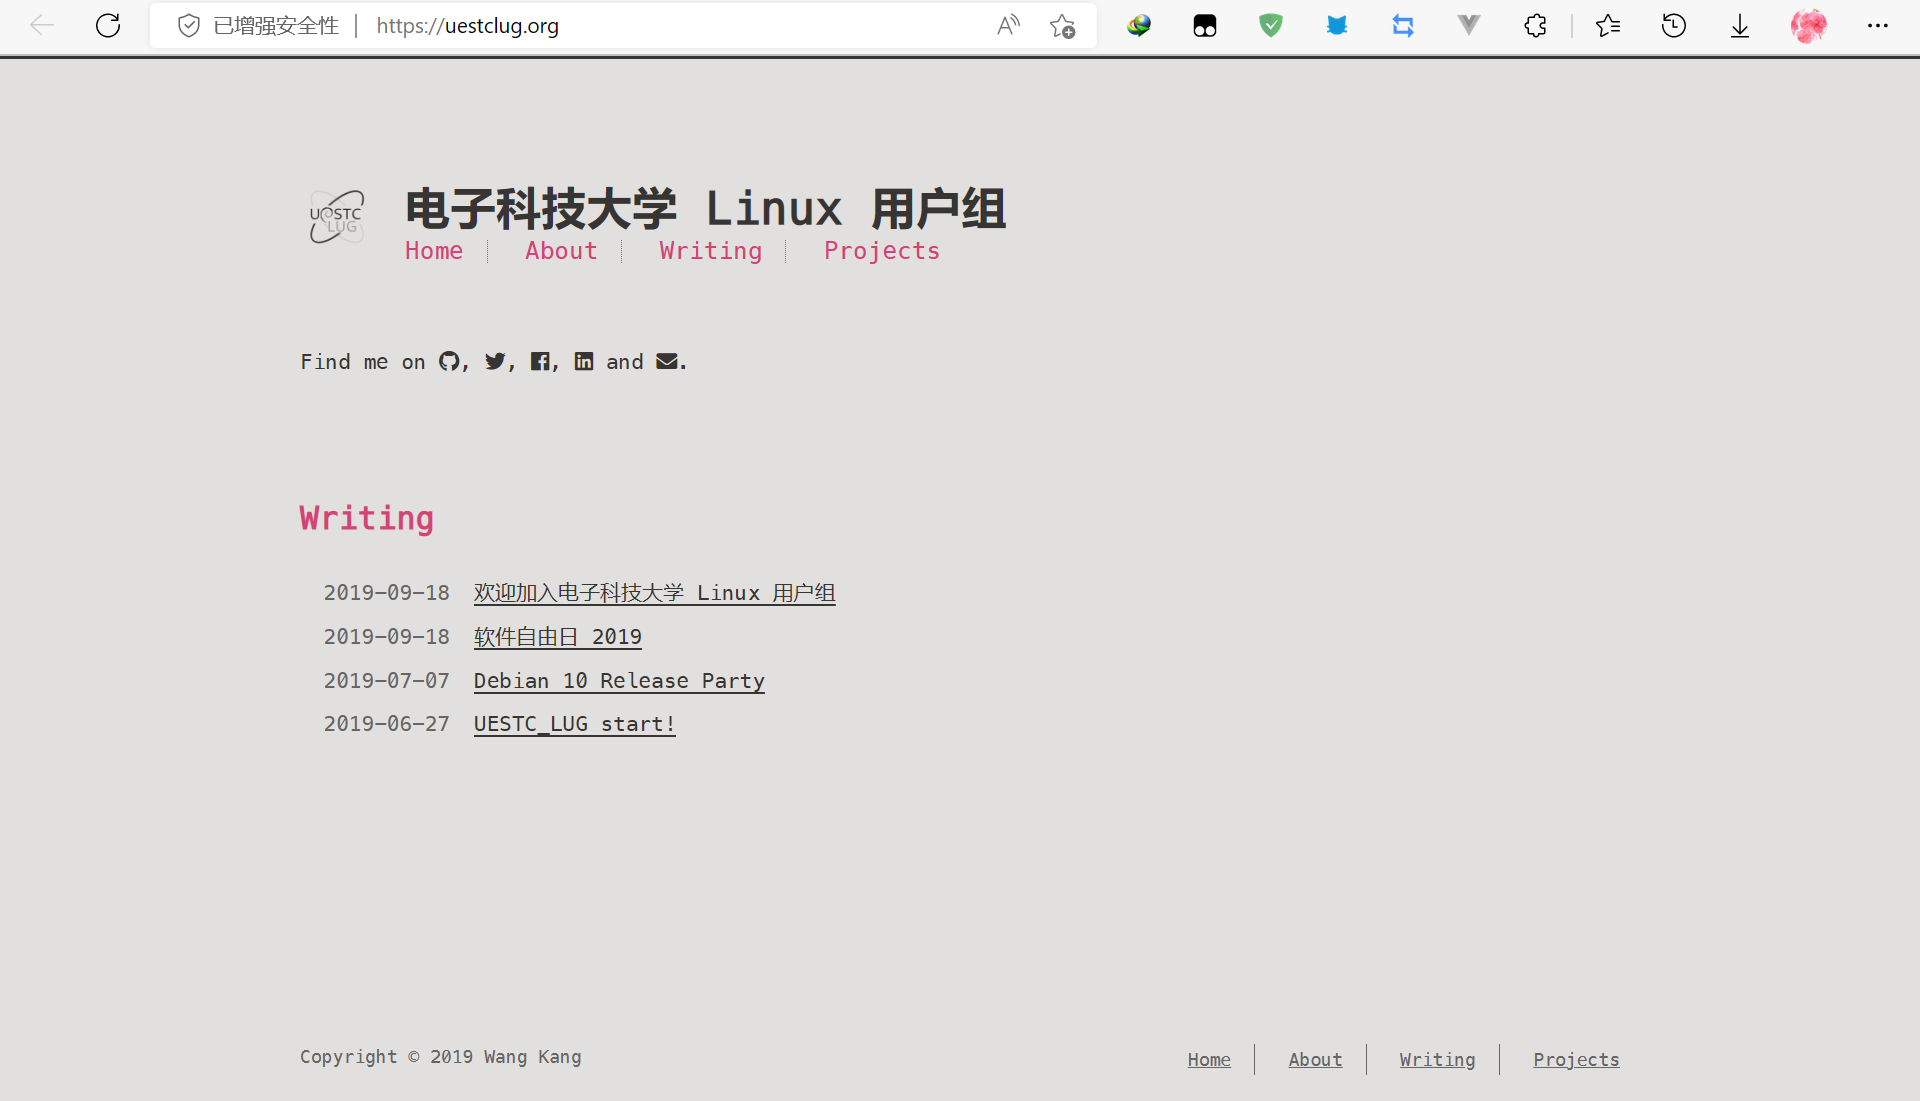 已增强安全性 https://uestclug.org
UESTC
LUG
电子科技大学 Linux 用户组
Home About Writing Projects
Find me on , , , and .
Writing
2019-09-18 欢迎加入电子科技大学 Linux 用户组
2019-09-18 软件自由日 2019
2019-07-07 Debian 10 Release Party
2019-06-27 UESTC_LUG start!
Copyright © 2019 Wang Kang Home About Writing Projects